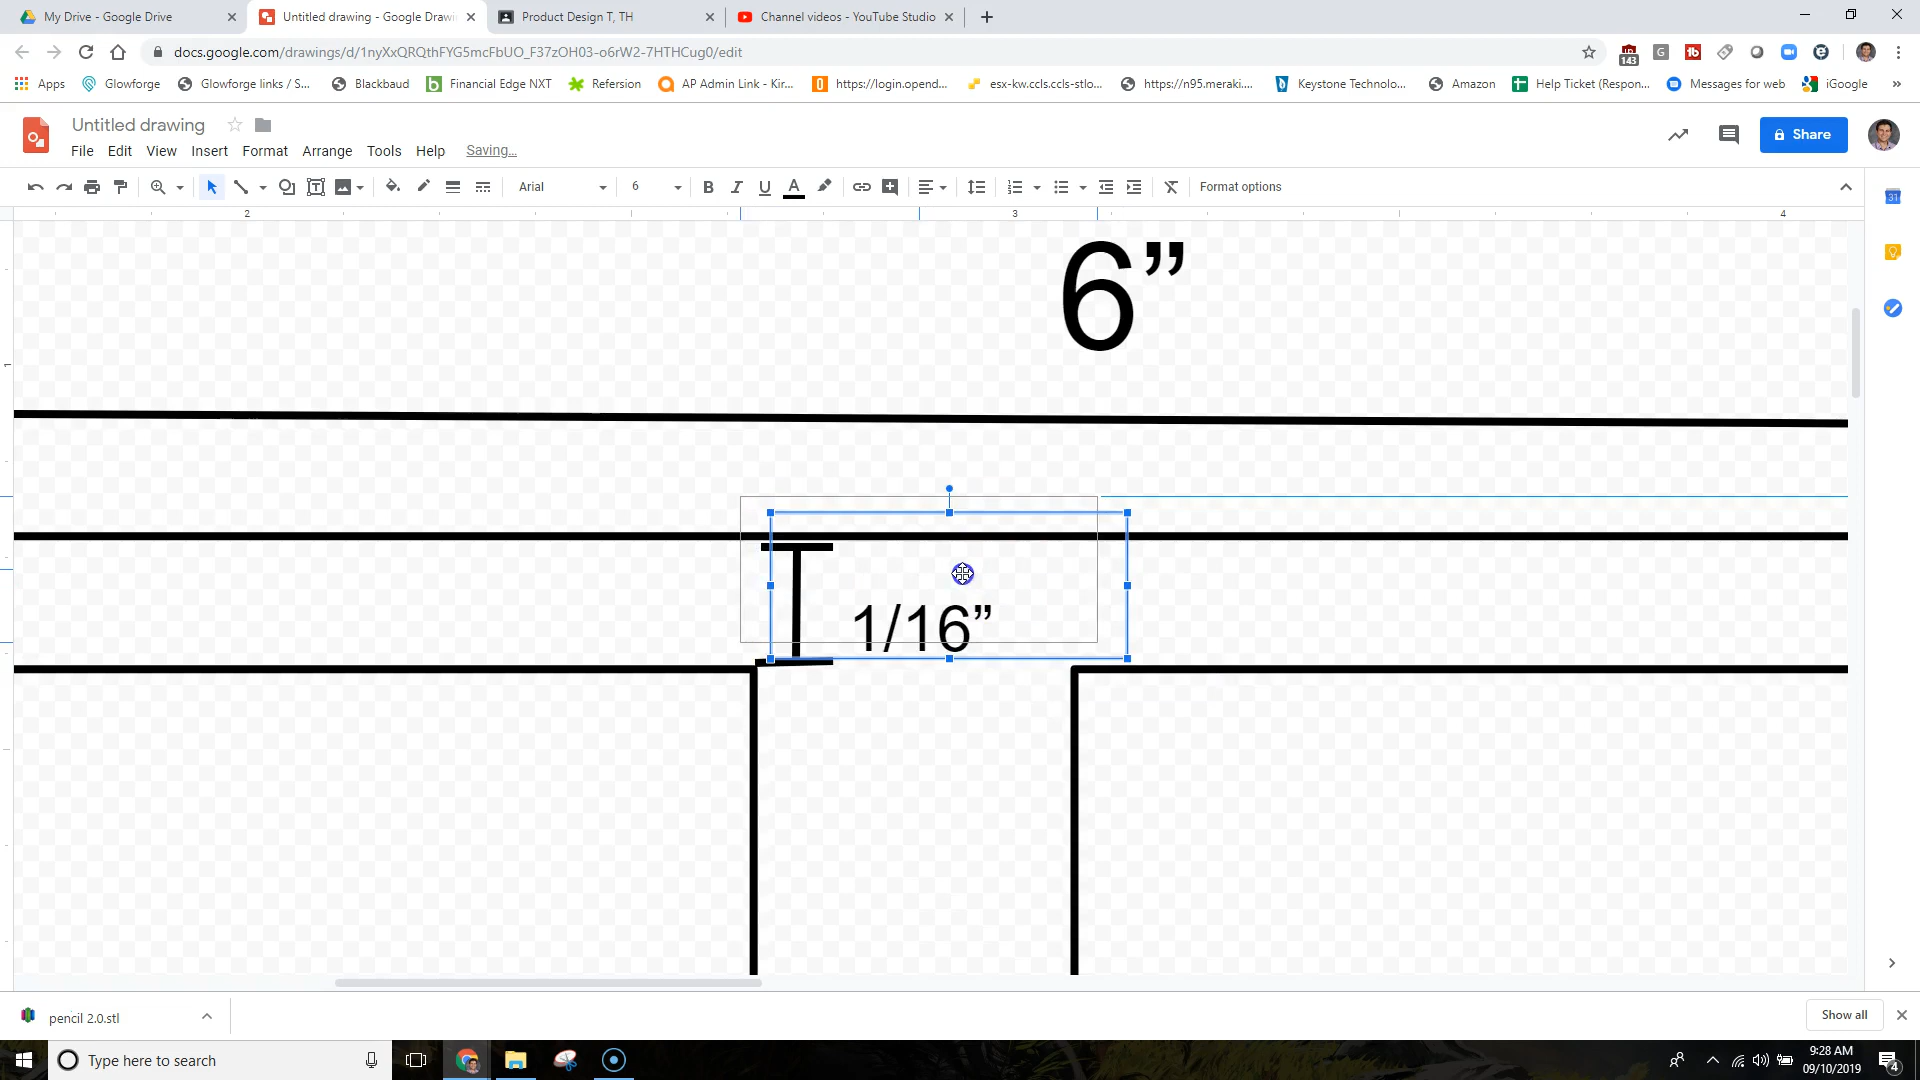 My Drive - Google Drive
Untitled drawing - Google Drawi
Product Design T, TH
Channel videos - YouTube Studio
docs.google.com/drawings/d/1nyXxQRQthFYG5mcFbUO_F37zOH03-o6rW2-7HTHCug0/edit
143
Apps
Glowforge
Glowforge links / S...
Blackbaud
Financial Edge NXT
Refersion
AP Admin Link - Kir...
https://login.opend...
esx-kw.ccls.ccls-stlo...
https://n95.meraki....
Keystone Technolo...
Amazon
Help Ticket (Respon...
Messages for web
iGoogle
»
Untitled drawing
File Edit View Insert Format Arrange Tools Help Saving...
Share
Arial 6 B I U A Format options
2 3 4
31
6”
1
1/16”
pencil 2.0.stl
Show all
Type here to search
9:28 AM
09/10/2019
4